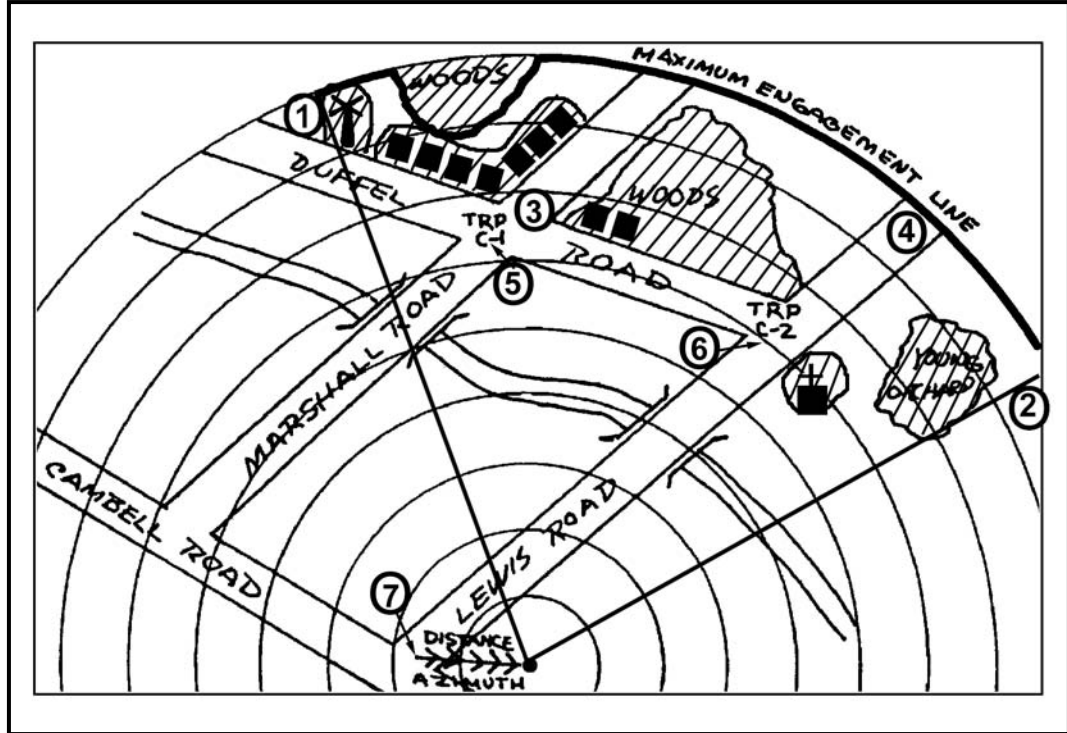 MAXIMUM ENGAGEMENT LINE
WOODS
1
DUFFEL
ROAD
WOODS
3
4
TRP
C-1
5
TRP
C-2
6
YOUNG
ORCHARD
2
MARSHALL ROAD
CAMBELL ROAD
LEWIS ROAD
7
DISTANCE
AZIMUTH